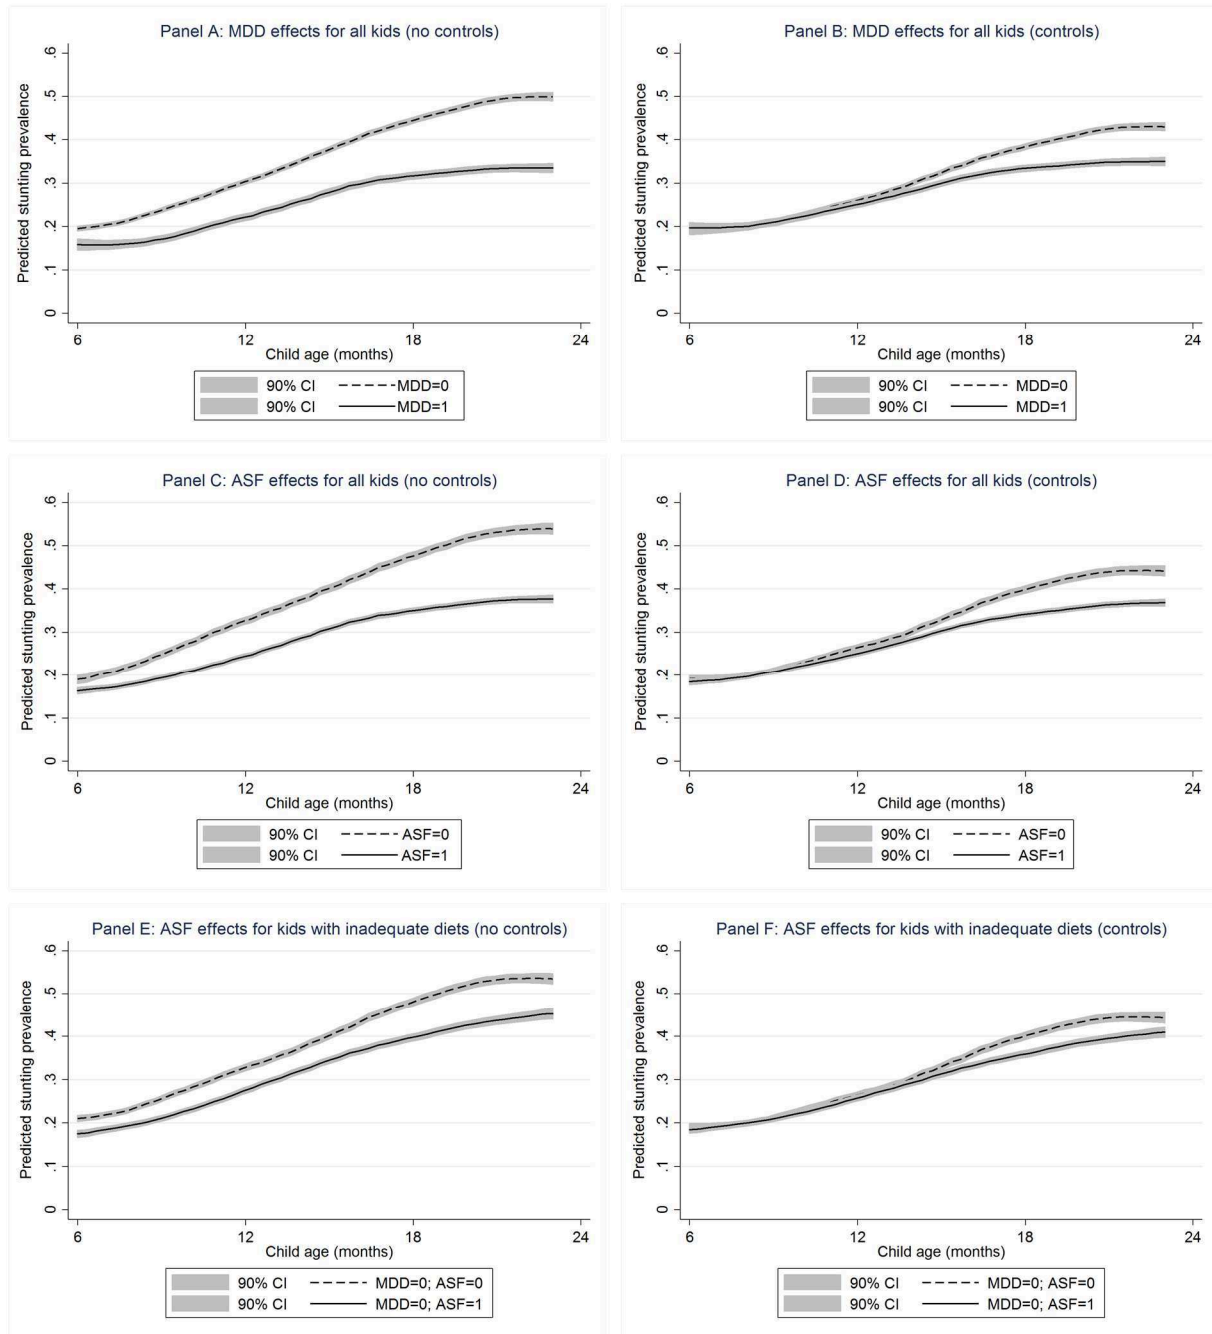 Panel A: MDD effects for all kids (no controls)
Predicted stunting prevalence
.6
.5
.4
.3
.2
.1
0
6 12 18 24
Child age (months)
90% CI MDD=0
90% CI MDD=1
Panel B: MDD effects for all kids (controls)
Predicted stunting prevalence
.6
.5
.4
.3
.2
.1
0
6 12 18 24
Child age (months)
90% CI MDD=0
90% CI MDD=1
Panel C: ASF effects for all kids (no controls)
Predicted stunting prevalence
.6
.5
.4
.3
.2
.1
0
6 12 18 24
Child age (months)
90% CI ASF=0
90% CI ASF=1
Panel D: ASF effects for all kids (controls)
Predicted stunting prevalence
.6
.5
.4
.3
.2
.1
0
6 12 18 24
Child age (months)
90% CI ASF=0
90% CI ASF=1
Panel E: ASF effects for kids with inadequate diets (no controls)
Predicted stunting prevalence
.6
.5
.4
.3
.2
.1
0
6 12 18 24
Child age (months)
90% CI MDD=0; ASF=0
90% CI MDD=0; ASF=1
Panel F: ASF effects for kids with inadequate diets (controls)
Predicted stunting prevalence
.6
.5
.4
.3
.2
.1
0
6 12 18 24
Child age (months)
90% CI MDD=0; ASF=0
90% CI MDD=0; ASF=1